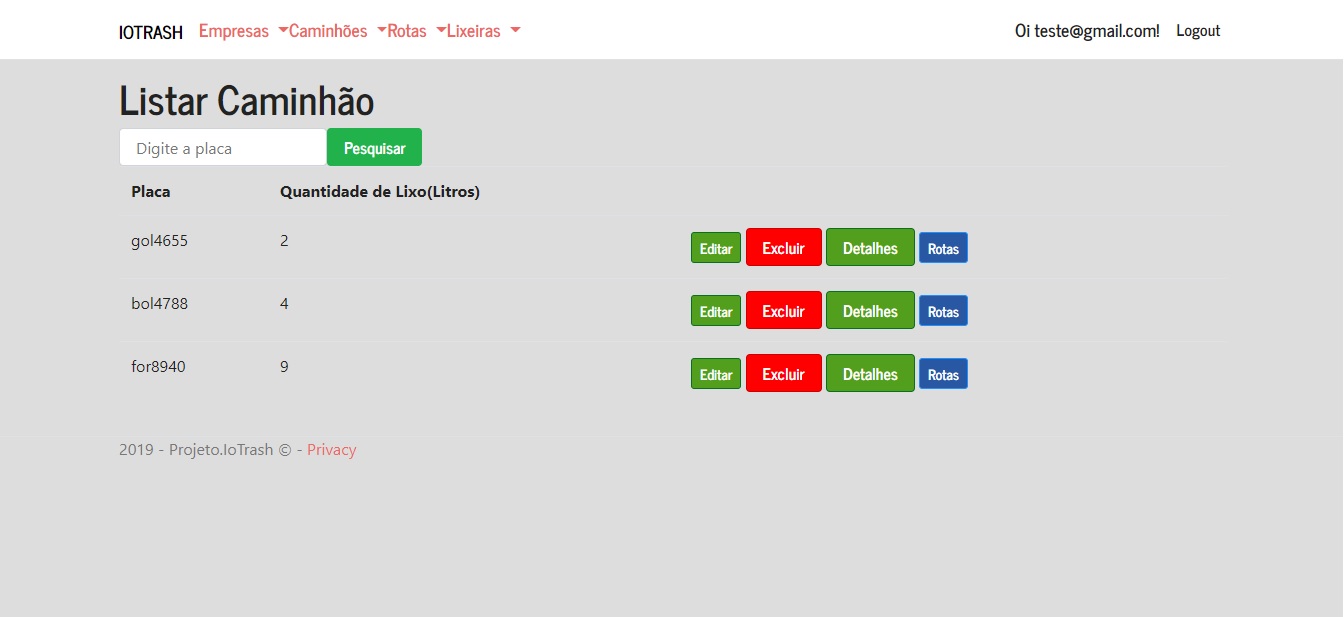 IOTRASH Empresas Caminhões Rotas Lixeiras Oi teste@gmail.com! Logout
Listar Caminhão
Digite a placa Pesquisar
Placa Quantidade de Lixo(Litros)
gol4655 2 Editar Excluir Detalhes Rotas
bol4788 4 Editar Excluir Detalhes Rotas
for8940 9 Editar Excluir Detalhes Rotas
2019 - Projeto.IoTrash © - Privacy